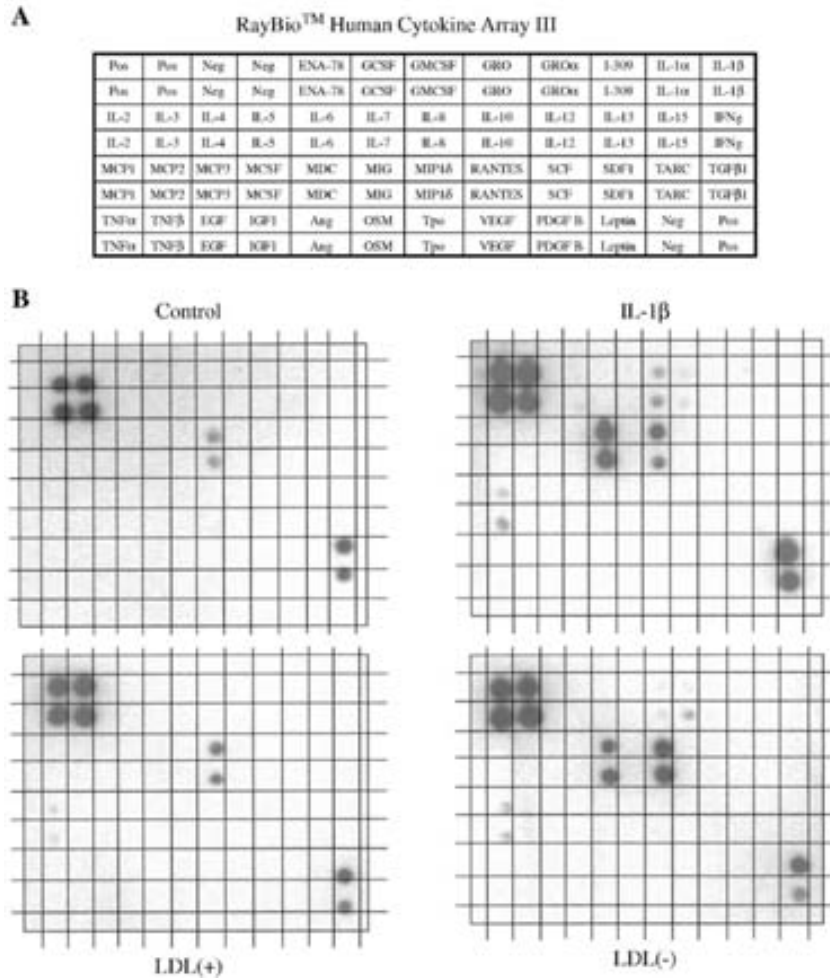 A
RayBio™ Human Cytokine Array III
Pos Pos Neg Neg ENA-78 GCSF GMCSF GRO GROα I-309 IL-1α IL-1β
Pos Pos Neg Neg ENA-78 GCSF GMCSF GRO GROα I-309 IL-1α IL-1β
IL-2 IL-3 IL-4 IL-5 IL-6 IL-7 IL-8 IL-10 IL-12 IL-13 IL-15 IFNg
IL-2 IL-3 IL-4 IL-5 IL-6 IL-7 IL-8 IL-10 IL-12 IL-13 IL-15 IFNg
MCP1 MCP2 MCP3 MCSF MDC MIG MIP1δ RANTES SCF SDF1 TARC TGFβ1
MCP1 MCP2 MCP3 MCSF MDC MIG MIP1δ RANTES SCF SDF1 TARC TGFβ1
TNFα TNFβ EGF IGF1 Ang OSM Tpo VEGF PDGF B Leptin Neg Pos
TNFα TNFβ EGF IGF1 Ang OSM Tpo VEGF PDGF B Leptin Neg Pos
B
Control
IL-1β
LDL(+)
LDL(-)